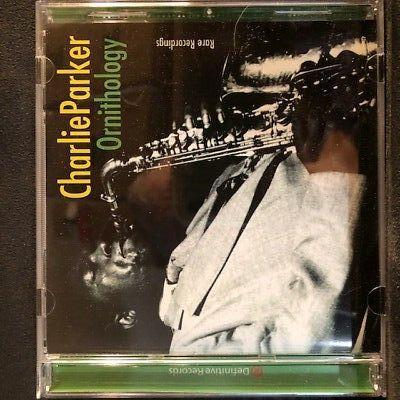 CharlieParker
Ornithology
Rare Recordings
Definitive Records